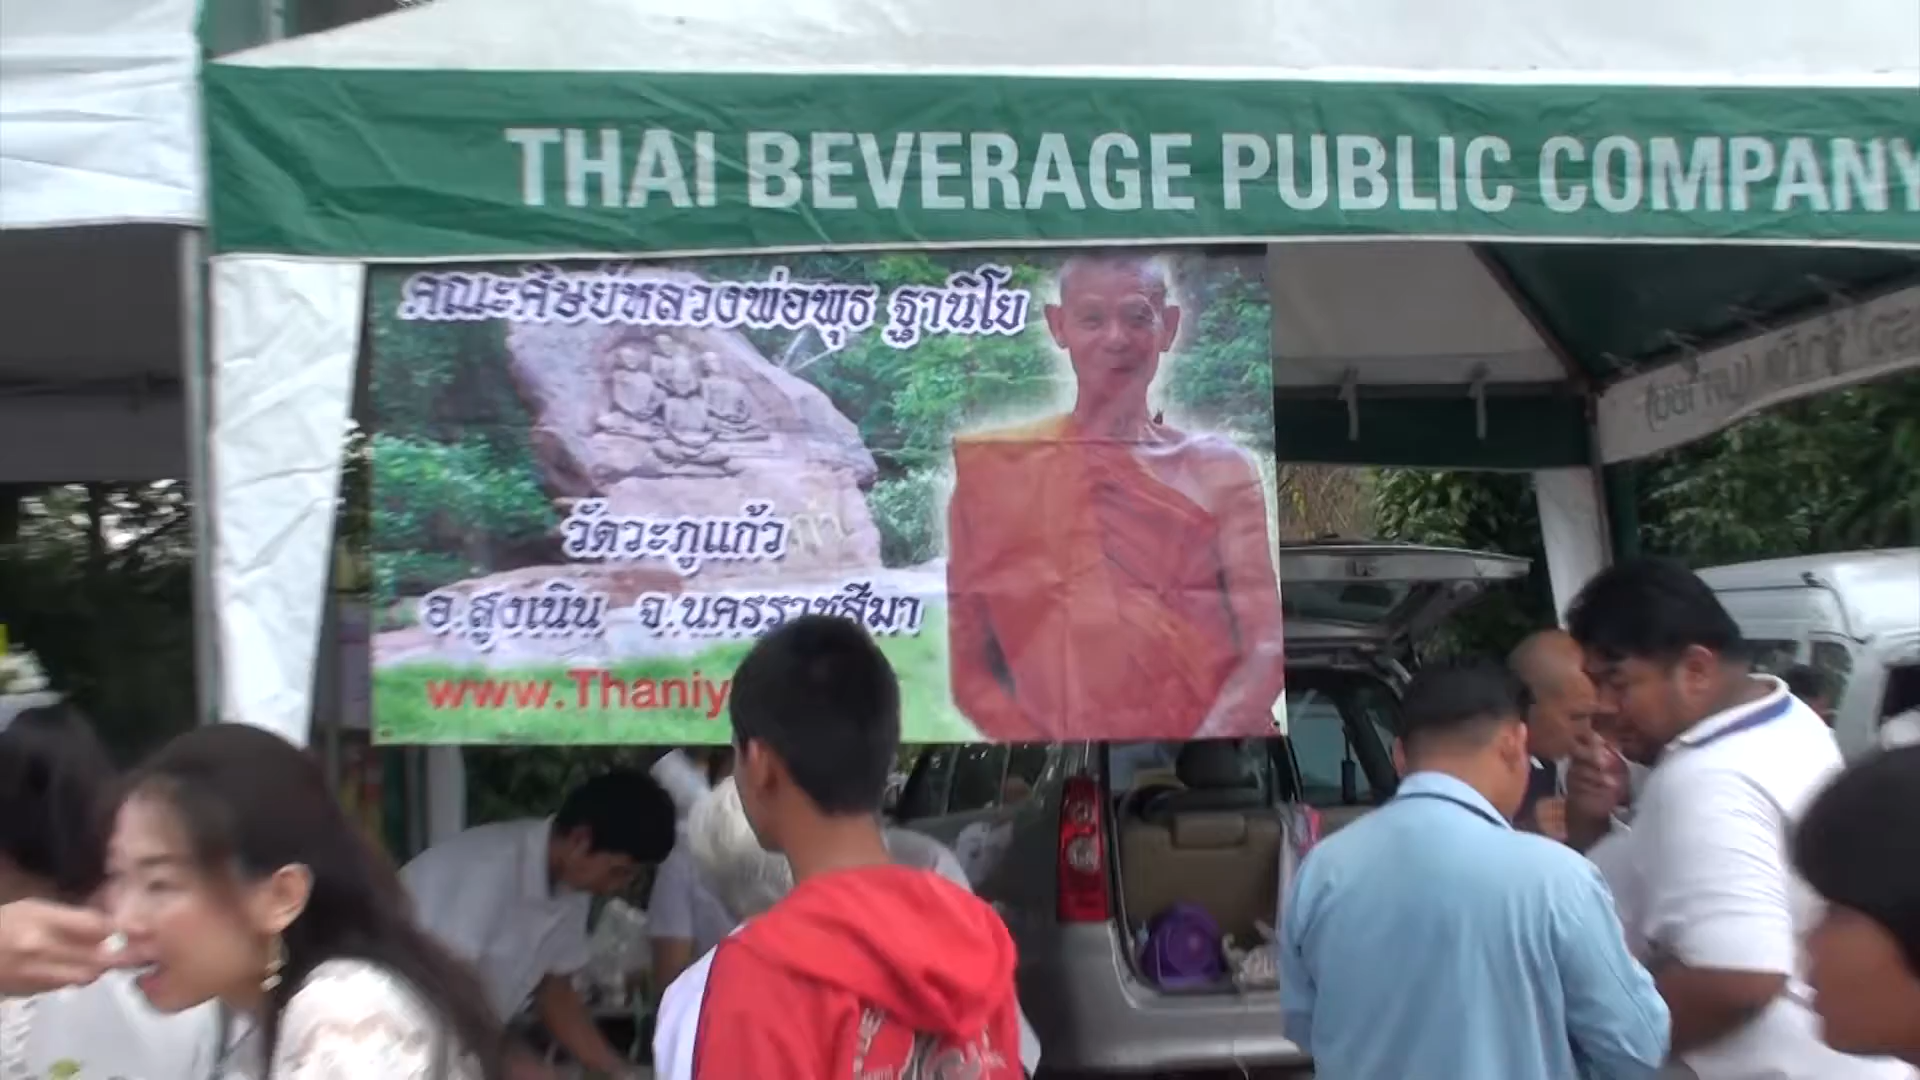 THAI BEVERAGE PUBLIC COMPANY
คณะศิษย์หลวงพ่อพุธ ฐานิโย
วัดวะภูแก้ว
อ.สูงเนิน จ.นครราชสีมา
www.Thaniy